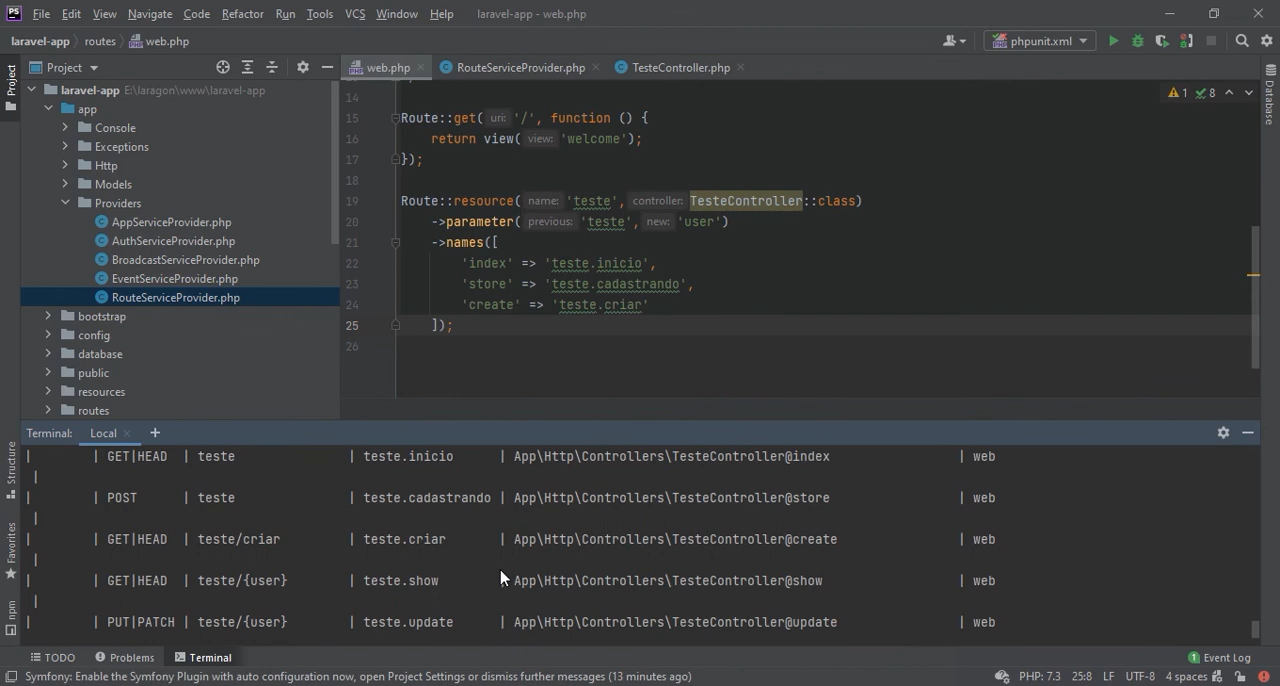 PS File Edit View Navigate Code Refactor Run Tools VCS Window Help laravel-app - web.php
laravel-app routes web.php phpunit.xml
Project web.php RouteServiceProvider.php TesteController.php
Project
Database
Structure
Favorites
npm
laravel-app E:\laragon\www\laravel-app
app
Console
Exceptions
Http
Models
Providers
AppServiceProvider.php
AuthServiceProvider.php
BroadcastServiceProvider.php
EventServiceProvider.php
RouteServiceProvider.php
bootstrap
config
database
public
resources
routes
1 8
14
15 Route::get( uri: '/', function () {
16 return view( view: 'welcome');
17 });
18
19 Route::resource( name: 'teste', controller: TesteController::class)
20 ->parameter( previous: 'teste', new: 'user')
21 ->names([
22 'index' => 'teste.inicio',
23 'store' => 'teste.cadastrando',
24 'create' => 'teste.criar'
25 ]);
26
Terminal: Local +
| | GET|HEAD | teste | teste.inicio | App\Http\Controllers\TesteController@index | web
|
| | POST | teste | teste.cadastrando | App\Http\Controllers\TesteController@store | web
|
| | GET|HEAD | teste/criar | teste.criar | App\Http\Controllers\TesteController@create | web
|
| | GET|HEAD | teste/{user} | teste.show App\Http\Controllers\TesteController@show | web
|
| | PUT|PATCH | teste/{user} | teste.update | App\Http\Controllers\TesteController@update | web
TODO Problems Terminal 1 Event Log
Symfony: Enable the Symfony Plugin with auto configuration now, open Project Settings or dismiss further messages (13 minutes ago) PHP: 7.3 25:8 LF UTF-8 4 spaces